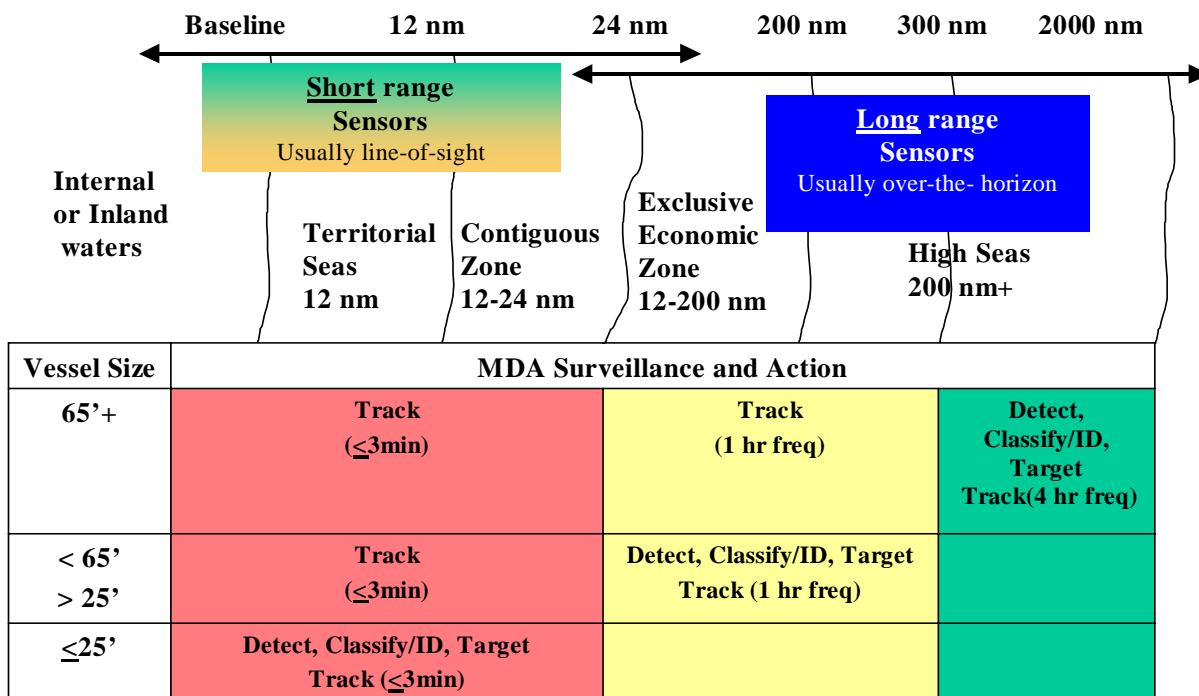 Baseline 12 nm 24 nm 200 nm 300 nm 2000 nm
Short range
Sensors
Usually line-of-sight
Long range
Sensors
Usually over-the- horizon
Internal
or Inland
waters
Territorial
Seas
12 nm
Contiguous
Zone
12-24 nm
Exclusive
Economic
Zone
12-200 nm
High Seas
200 nm+
Vessel Size MDA Surveillance and Action
65’+
Track
(≤3min)
Track
(1 hr freq)
Detect,
Classify/ID,
Target
Track(4 hr freq)
< 65’
> 25’
Track
(≤3min)
Detect, Classify/ID, Target
Track (1 hr freq)
≤25’
Detect, Classify/ID, Target
Track (≤3min)